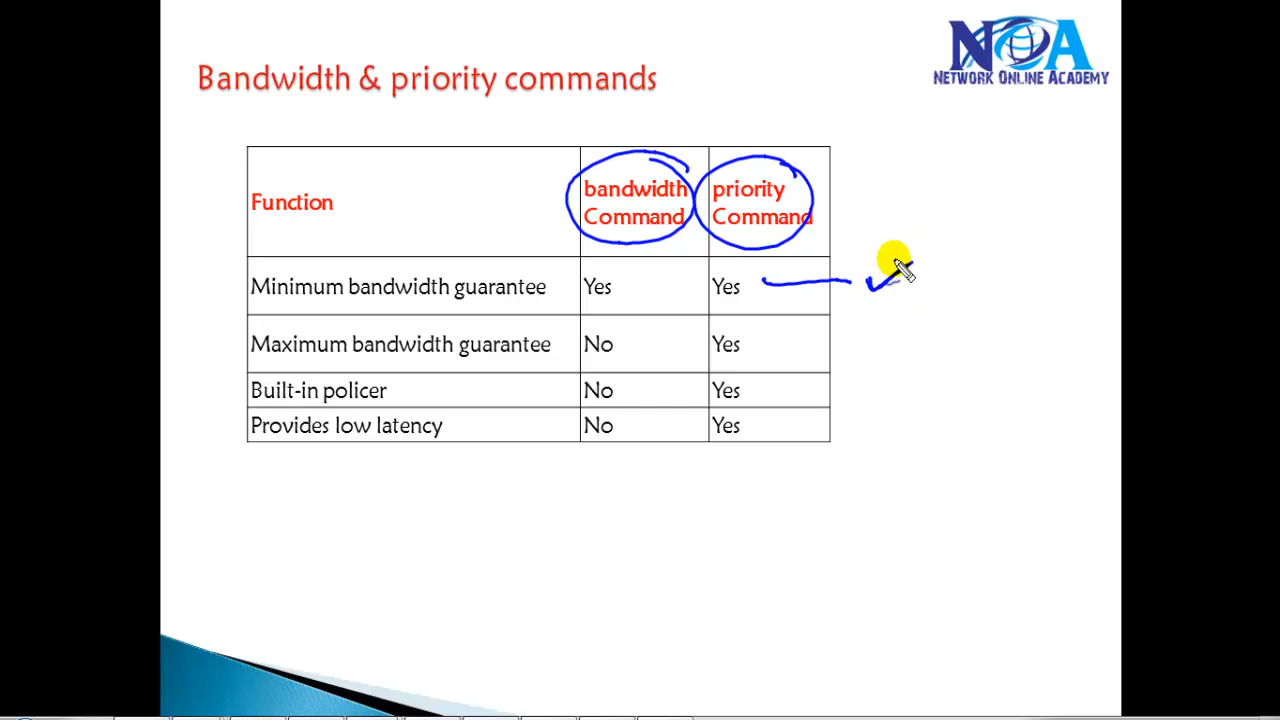 NOA
NETWORK ONLINE ACADEMY
Bandwidth & priority commands
Function bandwidth Command priority Command
Minimum bandwidth guarantee Yes Yes
Maximum bandwidth guarantee No Yes
Built-in policer No Yes
Provides low latency No Yes